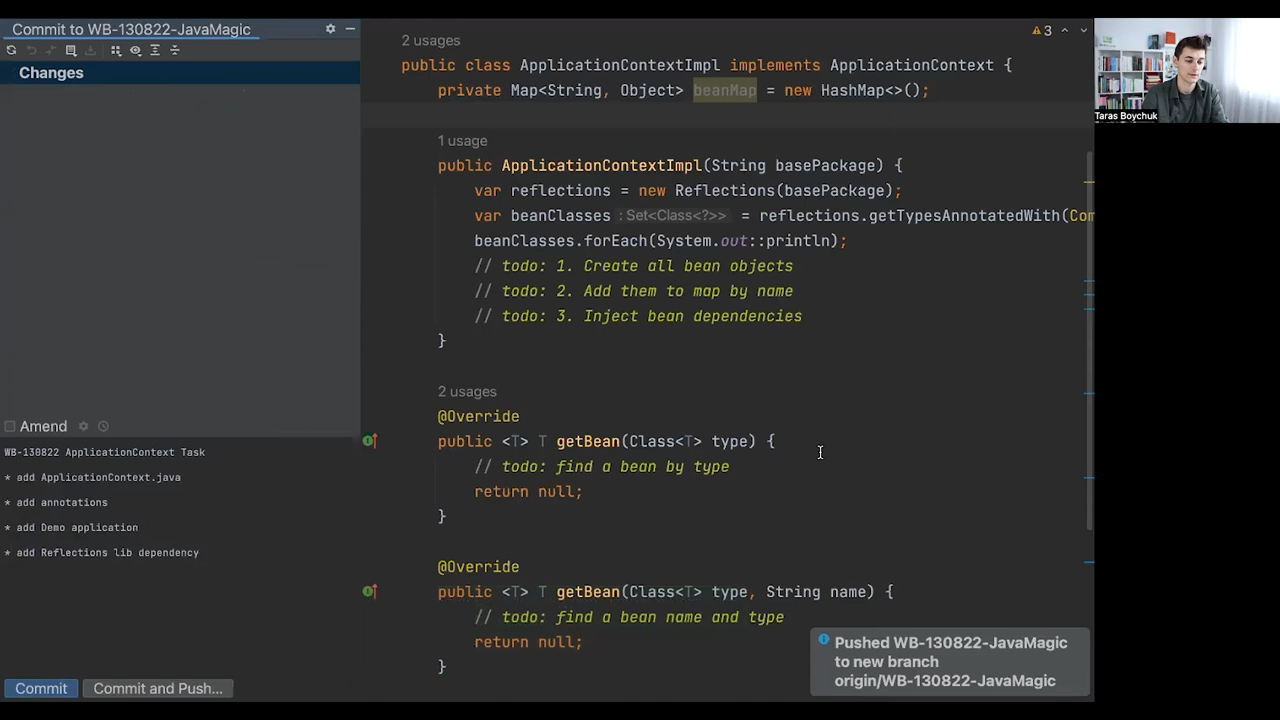 Commit to WB-130822-JavaMagic
Changes
Amend
WB-130822 ApplicationContext Task
* add ApplicationContext.java
* add annotations
* add Demo application
* add Reflections lib dependency
Commit
Commit and Push...
3
2 usages
public class ApplicationContextImpl implements ApplicationContext {
private Map<String, Object> beanMap = new HashMap<>();
1 usage
public ApplicationContextImpl(String basePackage) {
var reflections = new Reflections(basePackage);
var beanClasses : Set<Class<?>> = reflections.getTypesAnnotatedWith(Com
beanClasses.forEach(System.out::println);
// todo: 1. Create all bean objects
// todo: 2. Add them to map by name
// todo: 3. Inject bean dependencies
}
2 usages
@Override
public <T> T getBean(Class<T> type) {
// todo: find a bean by type
return null;
}
@Override
public <T> T getBean(Class<T> type, String name) {
// todo: find a bean name and type
return null;
}
Pushed WB-130822-JavaMagic
to new branch
origin/WB-130822-JavaMagic
Taras Boychuk